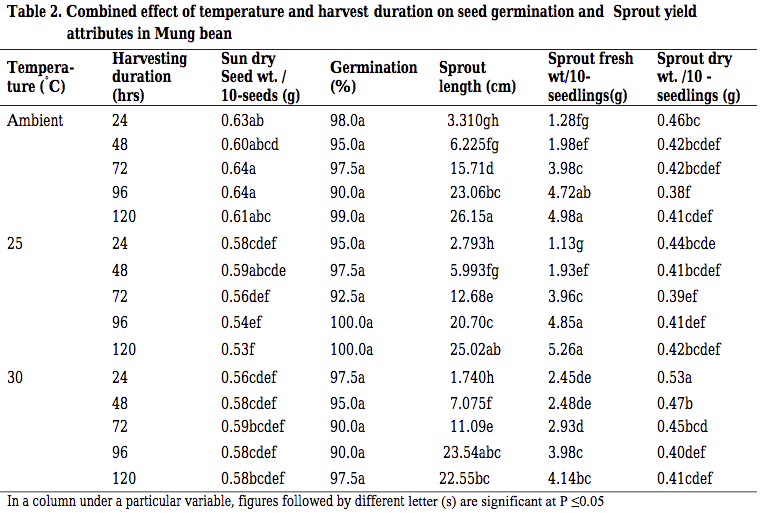 Table 2. Combined effect of temperature and harvest duration on seed germination and Sprout yield
attributes in Mung bean
Tempera-ture (˚C) Harvesting duration (hrs) Sun dry Seed wt. / 10-seeds (g) Germination (%) Sprout length (cm) Sprout fresh wt/10-seedlings(g) Sprout dry wt. /10 - seedlings (g)
Ambient 24 0.63ab 98.0a 3.310gh 1.28fg 0.46bc
48 0.60abcd 95.0a 6.225fg 1.98ef 0.42bcdef
72 0.64a 97.5a 15.71d 3.98c 0.42bcdef
96 0.64a 90.0a 23.06bc 4.72ab 0.38f
120 0.61abc 99.0a 26.15a 4.98a 0.41cdef
25 24 0.58cdef 95.0a 2.793h 1.13g 0.44bcde
48 0.59abcde 97.5a 5.993fg 1.93ef 0.41bcdef
72 0.56def 92.5a 12.68e 3.96c 0.39ef
96 0.54ef 100.0a 20.70c 4.85a 0.41def
120 0.53f 100.0a 25.02ab 5.26a 0.42bcdef
30 24 0.56cdef 97.5a 1.740h 2.45de 0.53a
48 0.58cdef 95.0a 7.075f 2.48de 0.47b
72 0.59bcdef 90.0a 11.09e 2.93d 0.45bcd
96 0.58cdef 90.0a 23.54abc 3.98c 0.40def
120 0.58bcdef 97.5a 22.55bc 4.14bc 0.41cdef
In a column under a particular variable, figures followed by different letter (s) are significant at P ≤0.05